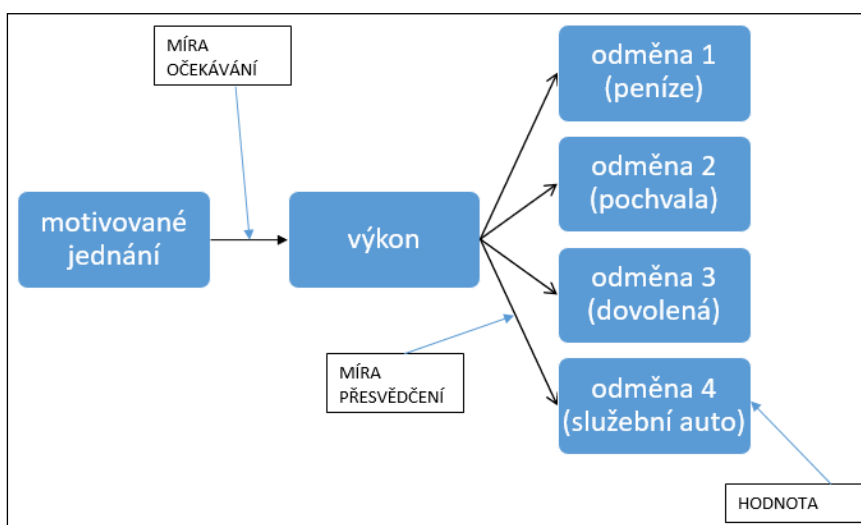 MÍRA
OČEKÁVÁNÍ
motivované
jednání
výkon
odměna 1
(peníze)
odměna 2
(pochvala)
odměna 3
(dovolená)
odměna 4
(služební auto)
MÍRA
PŘESVĚDČENÍ
HODNOTA